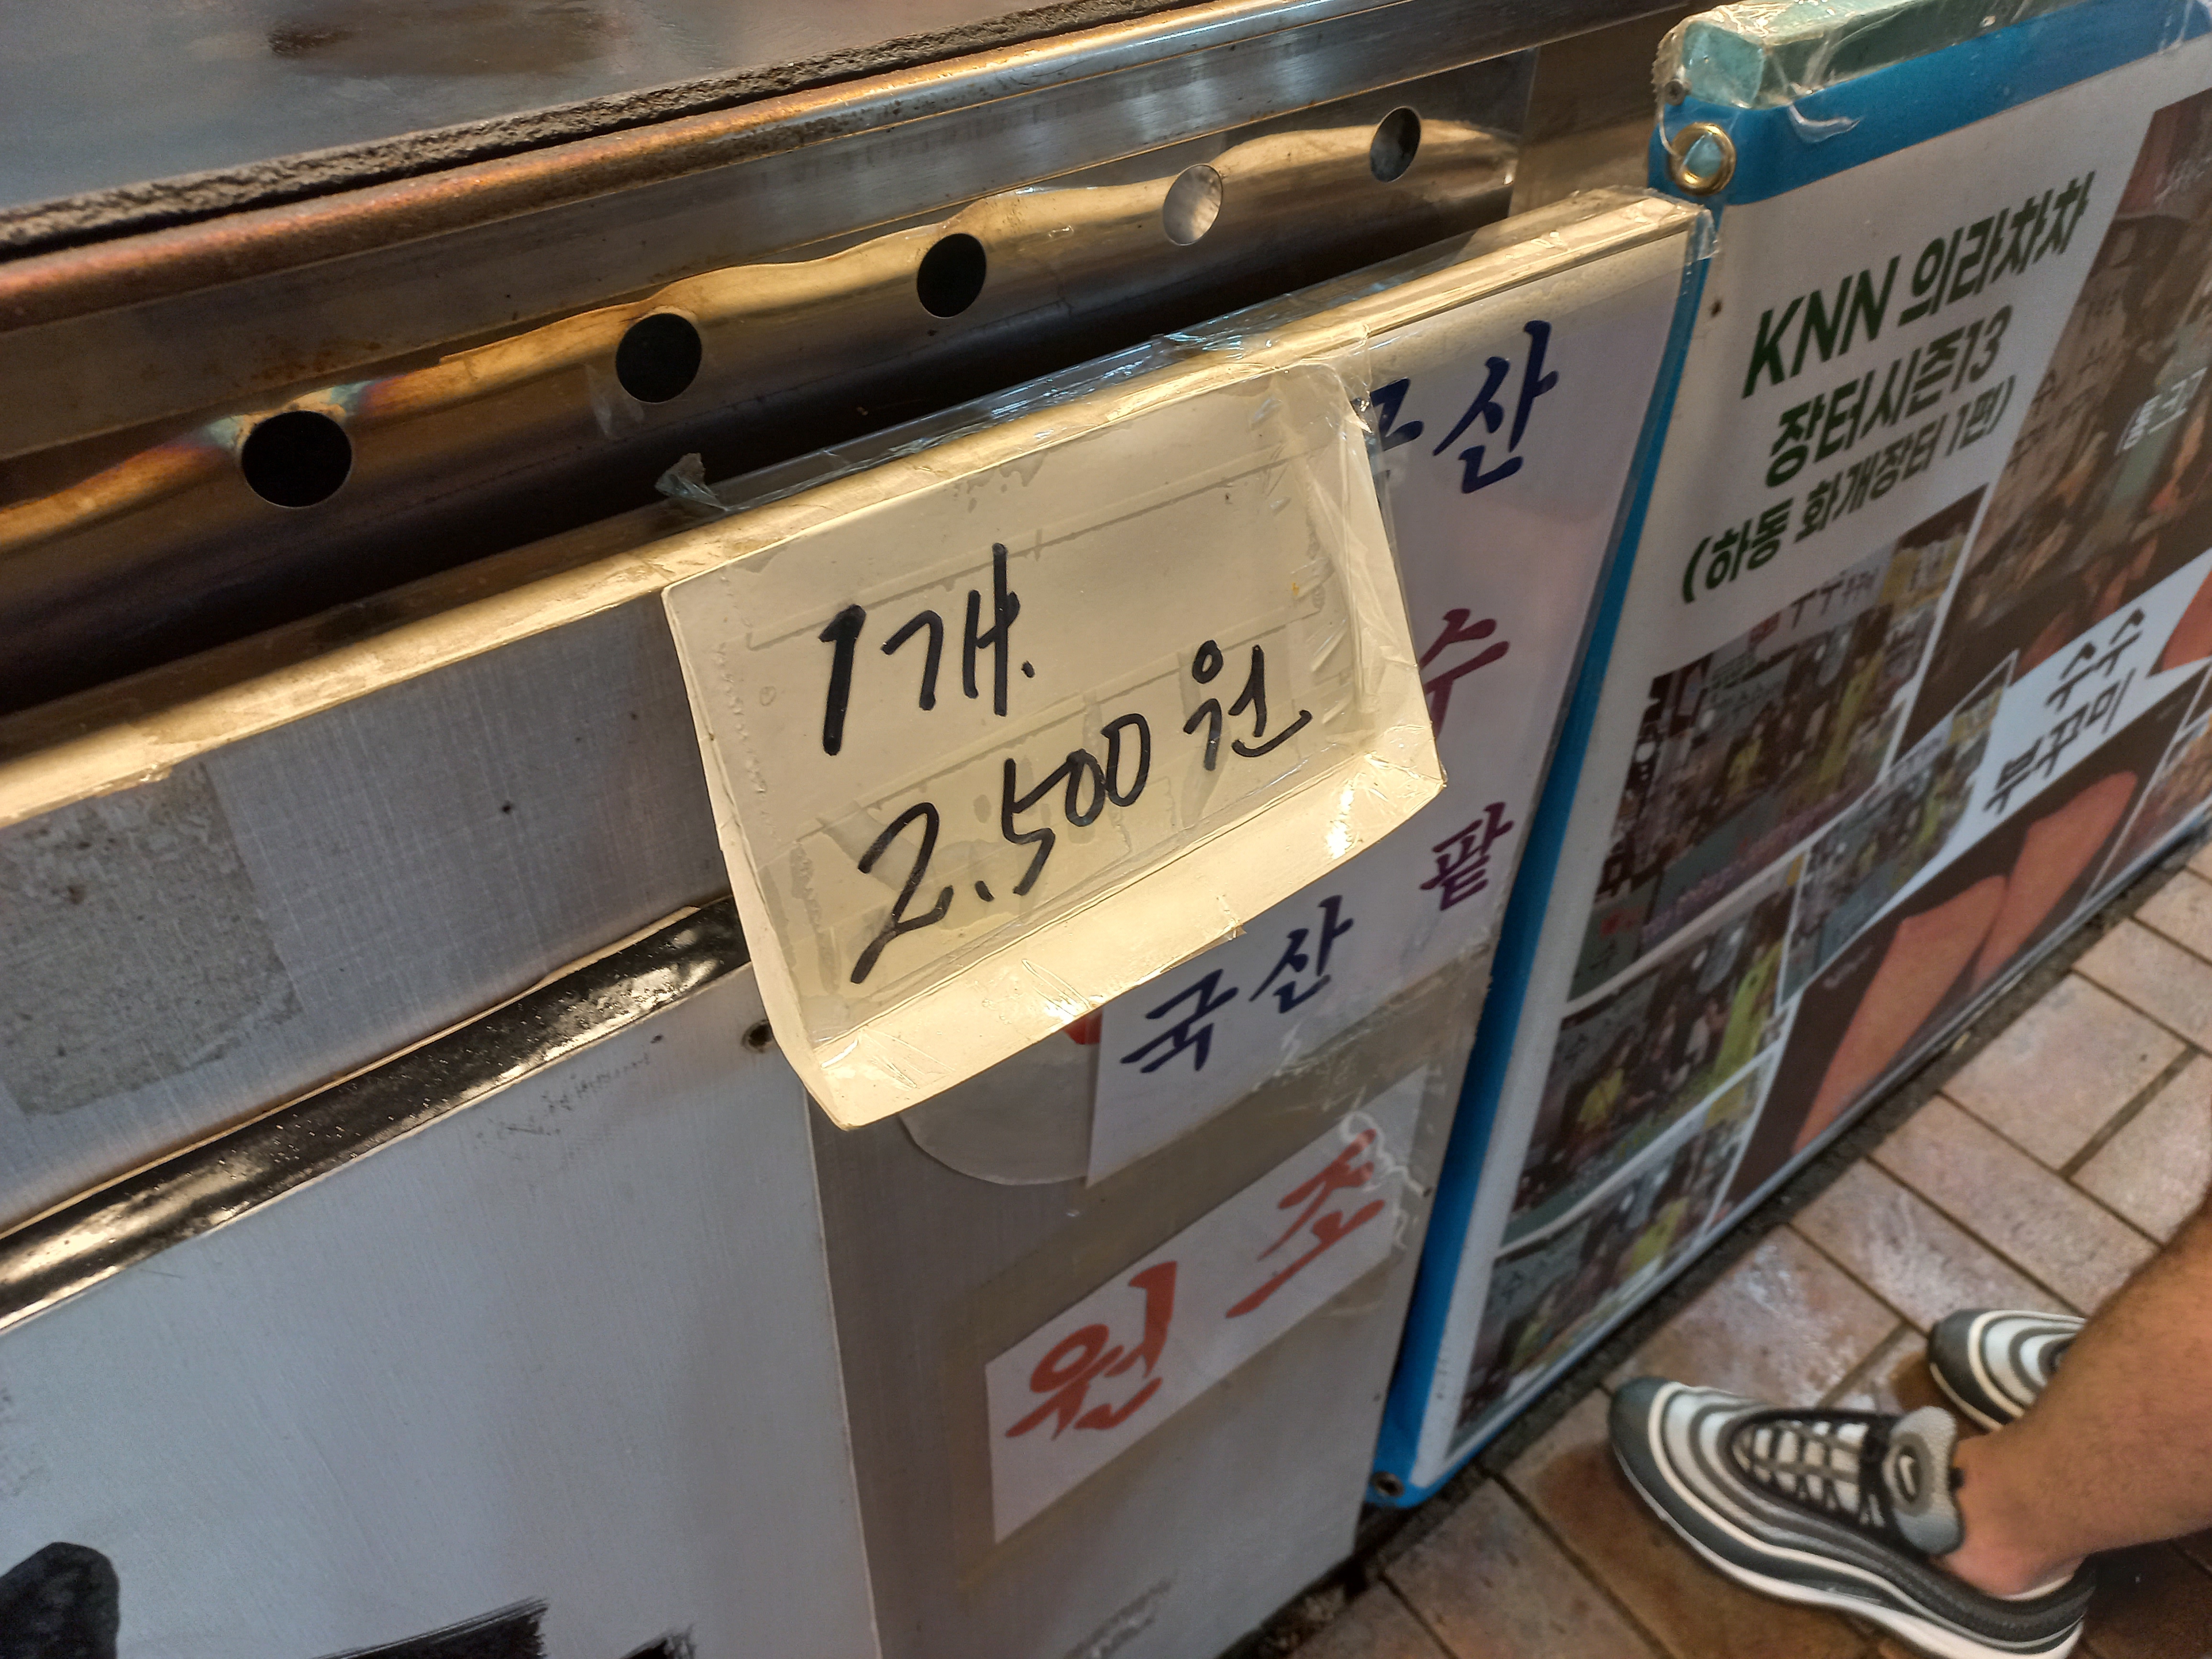 1개.
2.500원
국산
수
팥
국산
원조
KNN 의라차차
장터시즌13
(하동 화개장터 1편)
수수
부꾸미